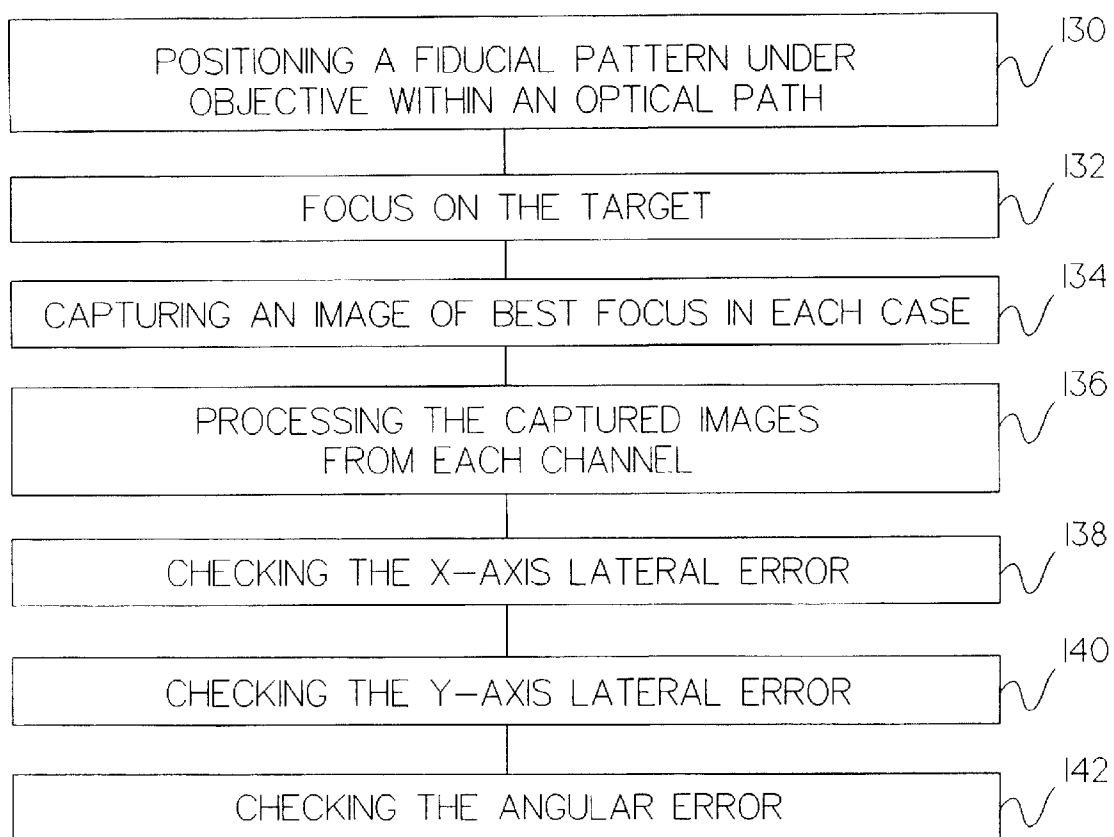 130
POSITIONING A FIDUCIAL PATTERN UNDER
OBJECTIVE WITHIN AN OPTICAL PATH
132
FOCUS ON THE TARGET
134
CAPTURING AN IMAGE OF BEST FOCUS IN EACH CASE
136
PROCESSING THE CAPTURED IMAGES
FROM EACH CHANNEL
138
CHECKING THE X-AXIS LATERAL ERROR
140
CHECKING THE Y-AXIS LATERAL ERROR
142
CHECKING THE ANGULAR ERROR